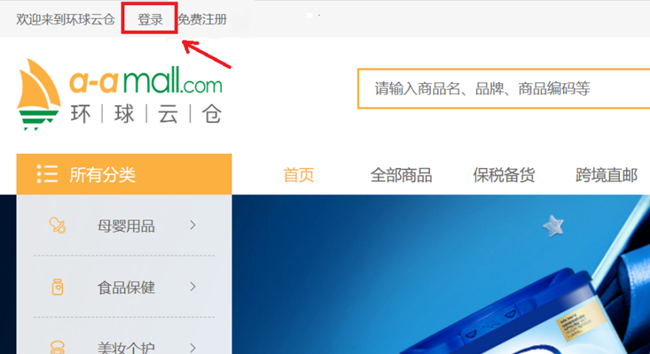 欢迎来到环球云仓 登录 免费注册
a-amall.com
环|球|云|仓
请输入商品名、品牌、商品编码等
所有分类 首页 全部商品 保税备货 跨境直邮
母婴用品
食品保健
美妆个护